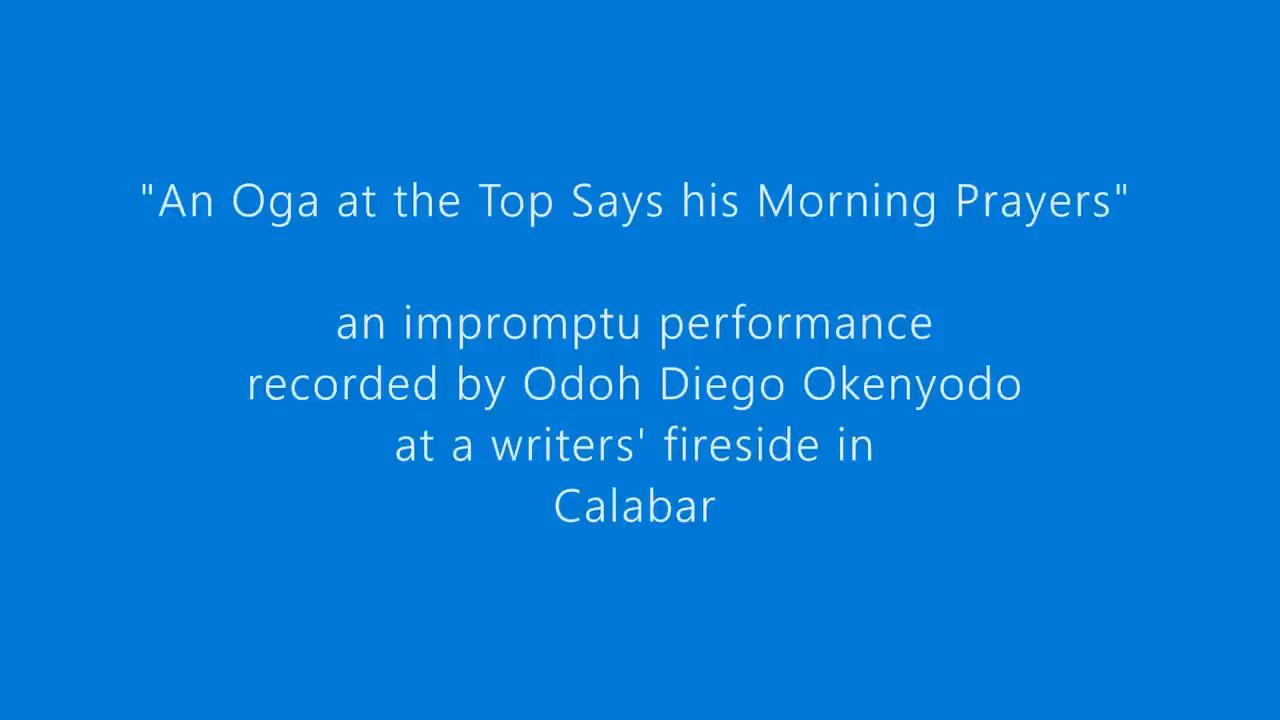 "An Oga at the Top Says his Morning Prayers"
an impromptu performance
recorded by Odoh Diego Okenyodo
at a writers' fireside in
Calabar